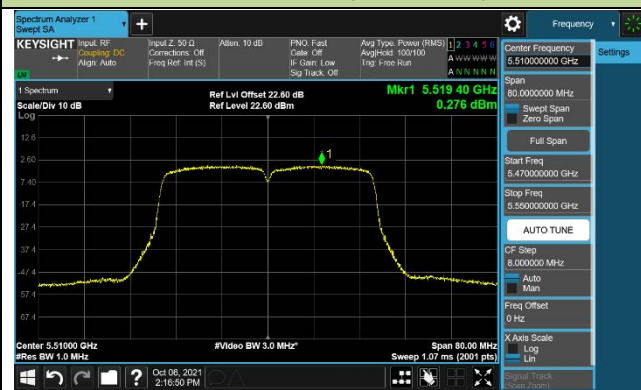 Spectrum Analyzer 1
Swept SA
+
Frequency
KEYSIGHT
Input: RF
Coupling: DC
Align: Auto
Input Z: 50 Ω
Corrections: Off
Freq Ref: Int (S)
Atten: 10 dB
PNO: Fast
Gate: Off
IF Gain: Low
Sig Track: Off
Avg Type: Power (RMS)
Avg|Hold: 100/100
Trig: Free Run
1 2 3 4 5 6
A W W W W W
A N N N N N
LM
1 Spectrum
Scale/Div 10 dB
Log
Ref Lvl Offset 22.60 dB
Ref Level 22.60 dBm
Mkr1 5.519 40 GHz
0.276 dBm
1
12.6
2.60
-7.40
-17.4
-27.4
-37.4
-47.4
-57.4
-67.4
Center 5.51000 GHz
#Res BW 1.0 MHz
#Video BW 3.0 MHz*
Span 80.00 MHz
Sweep 1.07 ms (2001 pts)
Center Frequency
5.510000000 GHz
Settings
Span
80.0000000 MHz
Swept Span
Zero Span
Full Span
Start Freq
5.470000000 GHz
Stop Freq
5.550000000 GHz
AUTO TUNE
CF Step
8.000000 MHz
Auto
Man
Freq Offset
0 Hz
X Axis Scale
Log
Lin
Signal Track
(Span Zoom)
?
Oct 06, 2021
2:16:50 PM